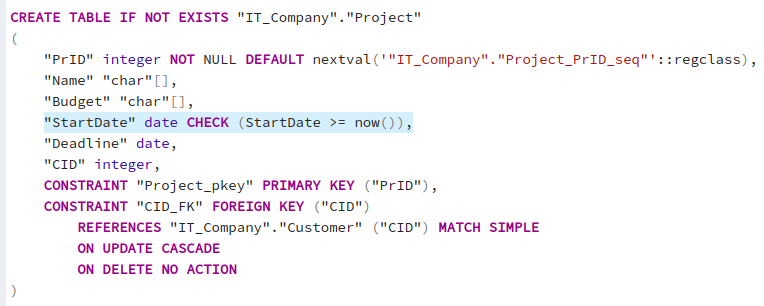 CREATE TABLE IF NOT EXISTS "IT_Company"."Project"
(
    "PrID" integer NOT NULL DEFAULT nextval('"IT_Company"."Project_PrID_seq"'::regclass),
    "Name" "char"[],
    "Budget" "char"[],
    "StartDate" date CHECK (StartDate >= now()),
    "Deadline" date,
    "CID" integer,
    CONSTRAINT "Project_pkey" PRIMARY KEY ("PrID"),
    CONSTRAINT "CID_FK" FOREIGN KEY ("CID")
        REFERENCES "IT_Company"."Customer" ("CID") MATCH SIMPLE
        ON UPDATE CASCADE
        ON DELETE NO ACTION
)